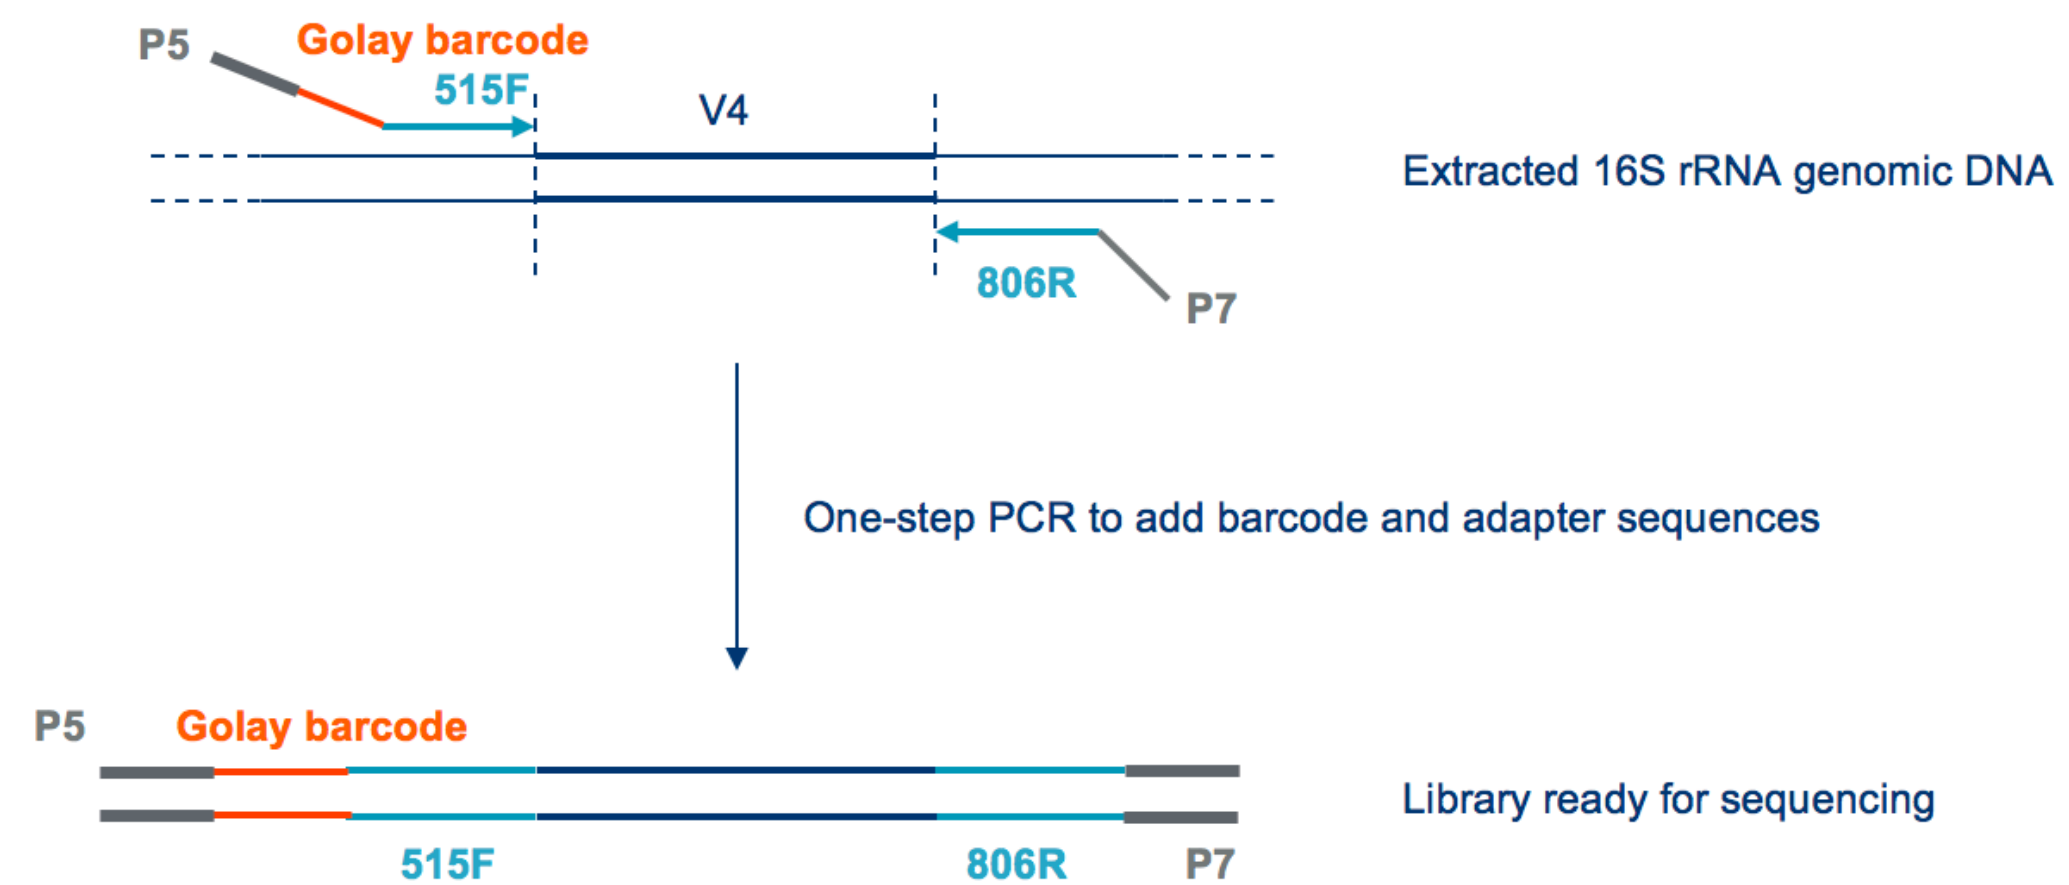 P5
Golay barcode
515F
V4
Extracted 16S rRNA genomic DNA
806R
P7
One-step PCR to add barcode and adapter sequences
P5
Golay barcode
Library ready for sequencing
515F
806R
P7